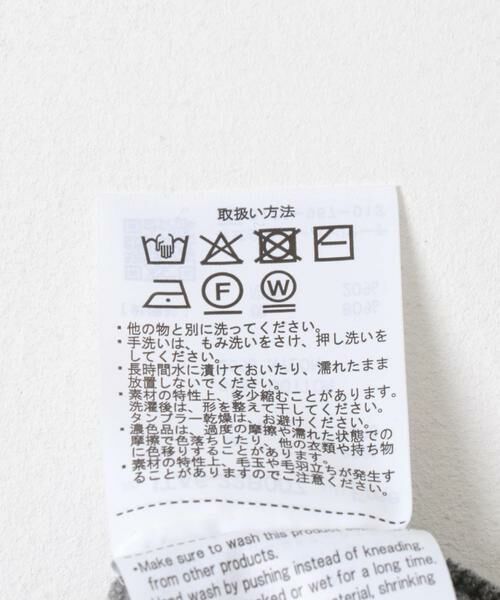 取扱い方法
F
W
・他の物と別に洗ってください。
・手洗いは、もみ洗いをさけ、押し洗いを
してください。
・長時間水に漬けておいたり、濡れたまま
放置しないでください。
・素材の特性上、多少縮むことがあります。
洗濯後は、形を整えて干してください。
タンブラー乾燥は、お避けください。
・濃色品は、過度の摩擦や濡れた状態での
摩擦で色落ちしたり、他の衣類や持ち物
に色移りすることがあります。
・素材の特性上、毛玉や毛羽立ちが発生す
ることがありますのでご注意ください。
・Make sure to wash this product
from other products.
wash by pushing instead of kneading.
or wet for a long time.
shrinking